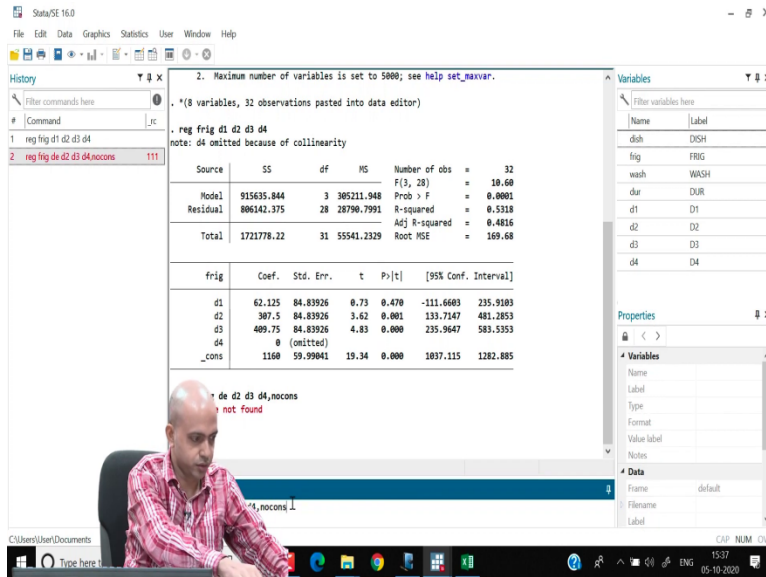 Stata/SE 16.0
File Edit Data Graphics Statistics User Window Help
History
Filter commands here
# Command _rc
1 reg frig d1 d2 d3 d4
2 reg frig de d2 d3 d4,nocons 111
2. Maximum number of variables is set to 5000; see help set_maxvar.
. *(8 variables, 32 observations pasted into data editor)
. reg frig d1 d2 d3 d4
note: d4 omitted because of collinearity
Source SS df MS Number of obs = 32
F(3, 28) = 10.60
Model 915635.844 3 305211.948 Prob > F = 0.0001
Residual 806142.375 28 28790.7991 R-squared = 0.5318
Adj R-squared = 0.4816
Total 1721778.22 31 55541.2329 Root MSE = 169.68
frig Coef. Std. Err. t P>|t| [95% Conf. Interval]
d1 62.125 84.83926 0.73 0.470 -111.6603 235.9103
d2 307.5 84.83926 3.62 0.001 133.7147 481.2853
d3 409.75 84.83926 4.83 0.000 235.9647 583.5353
d4 0 (omitted)
_cons 1160 59.99041 19.34 0.000 1037.115 1282.885
de d2 d3 d4,nocons
not found
4,nocons
Variables
Filter variables here
Name Label
dish DISH
frig FRIG
wash WASH
dur DUR
d1 D1
d2 D2
d3 D3
d4 D4
Properties
Variables
Name
Label
Type
Format
Value label
Notes
Data
Frame default
Filename
Label
C:\Users\User\Documents
CAP NUM OV
Type here t
ENG
15:37
05-10-2020